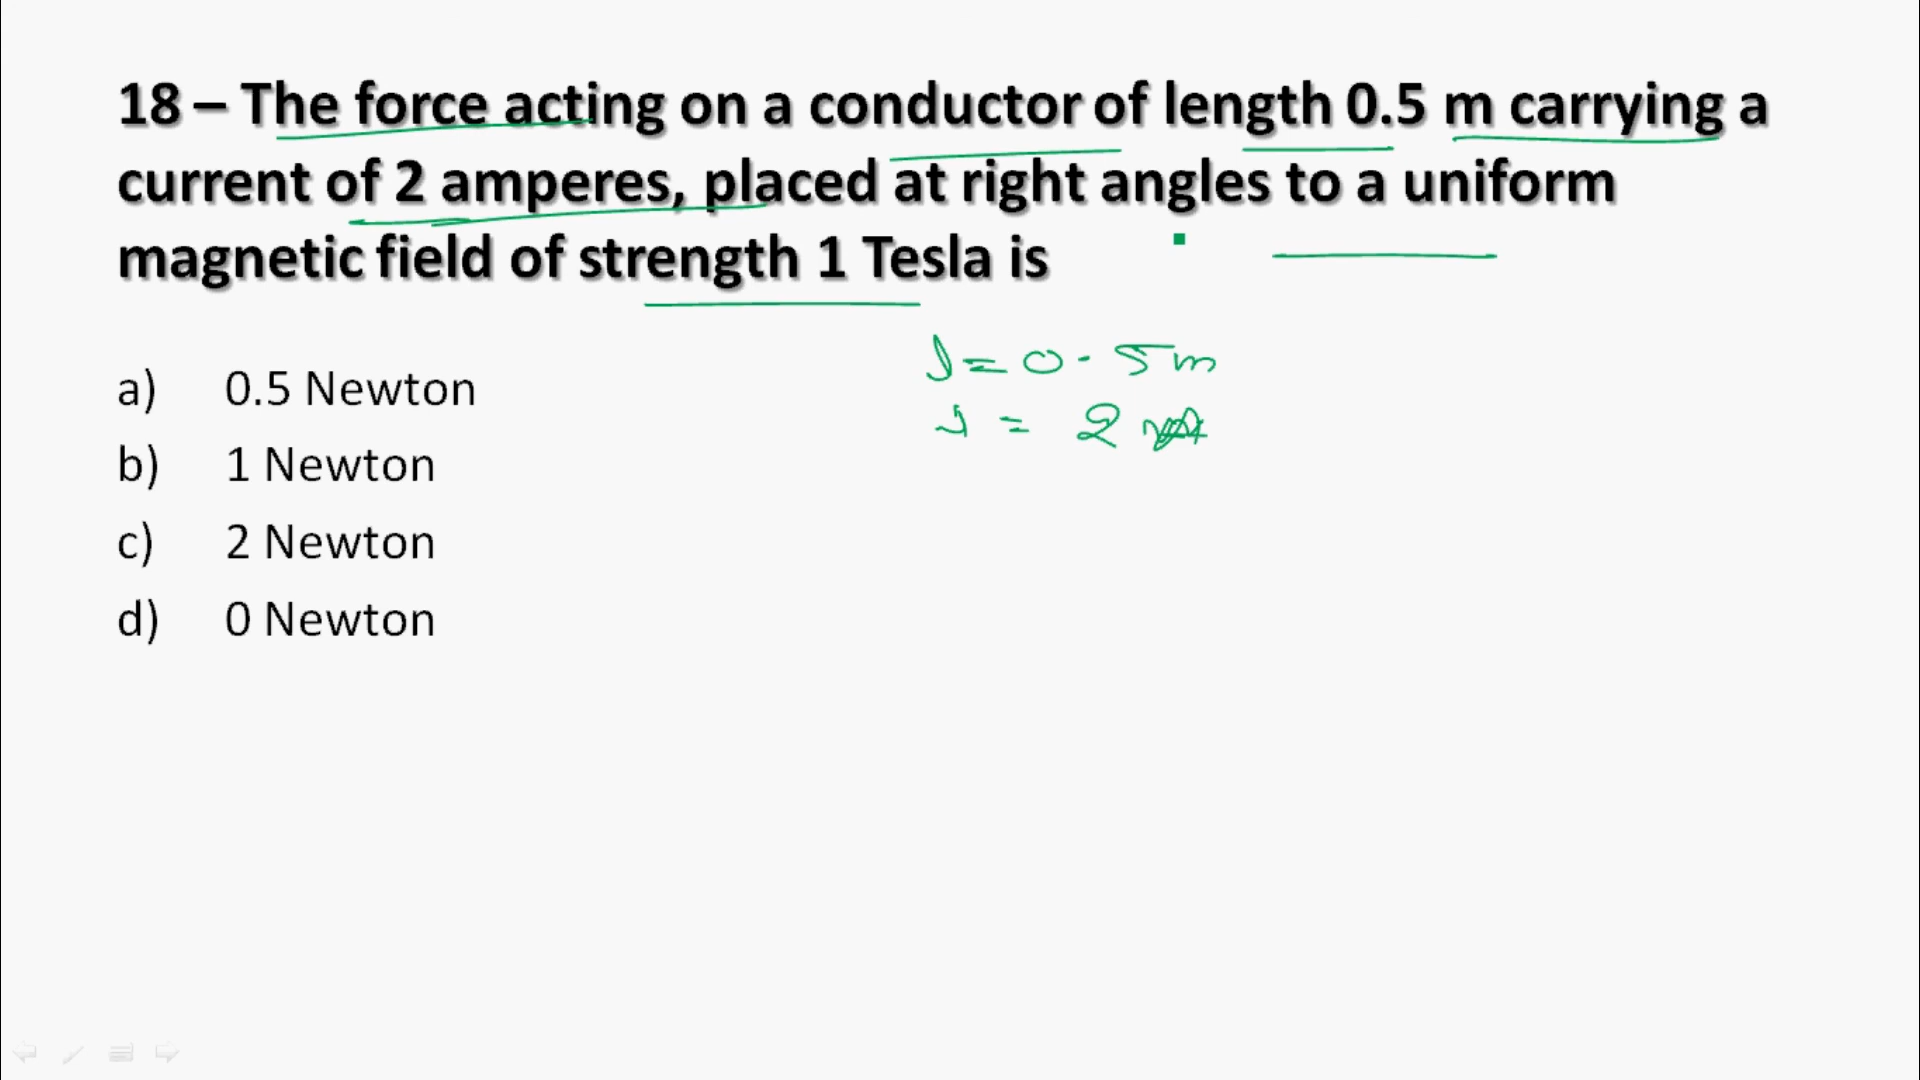 18 – The force acting on a conductor of length 0.5 m carrying a
current of 2 amperes, placed at right angles to a uniform
magnetic field of strength 1 Tesla is
a) 0.5 Newton
b) 1 Newton
c) 2 Newton
d) 0 Newton
l = 0.5 m
I = 2